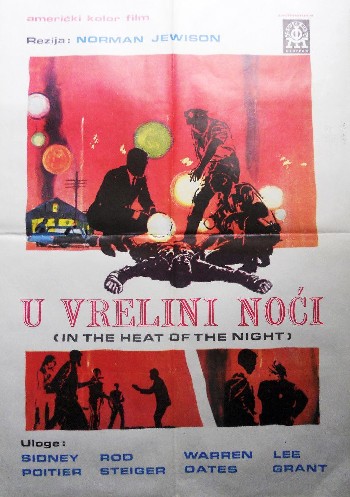 američki kolor film
Režija: NORMAN JEWISON
U VRELINI NOĆI
(IN THE HEAT OF THE NIGHT)
Uloge:
SIDNEY ROD WARREN LEE
POITIER STEIGER OATES GRANT